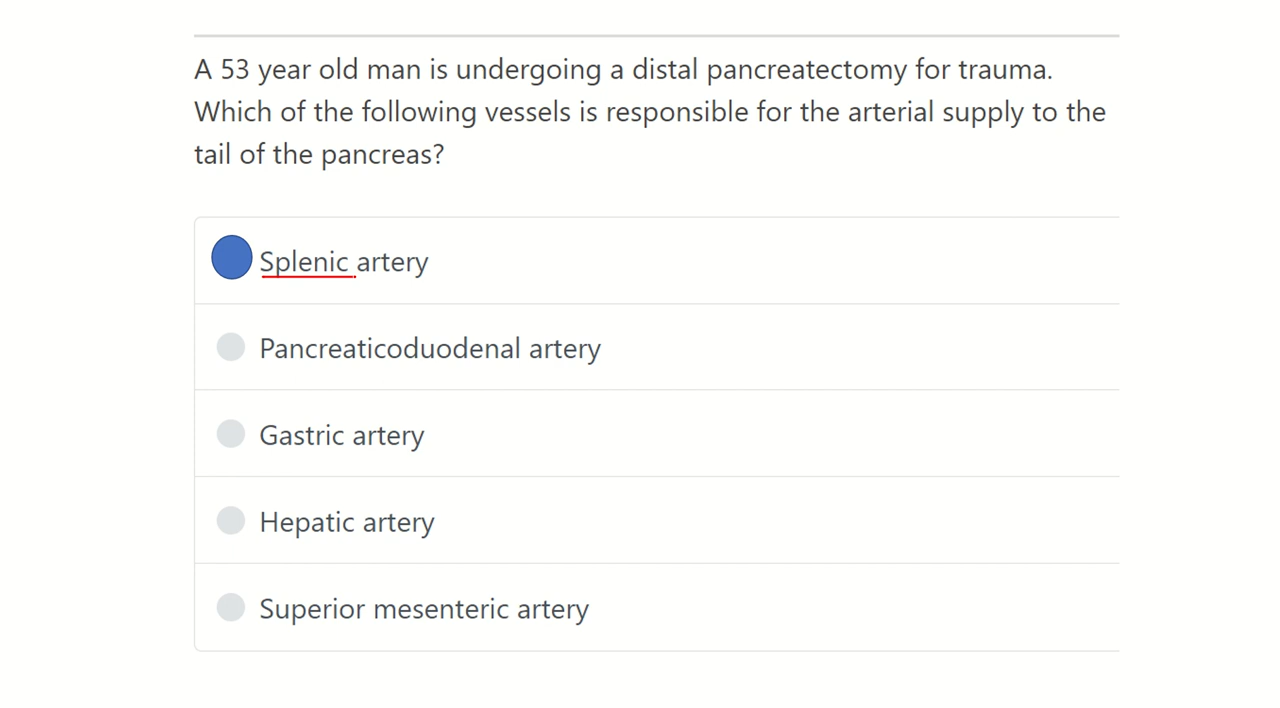 A 53 year old man is undergoing a distal pancreatectomy for trauma.
Which of the following vessels is responsible for the arterial supply to the
tail of the pancreas?
Splenic artery
Pancreaticoduodenal artery
Gastric artery
Hepatic artery
Superior mesenteric artery